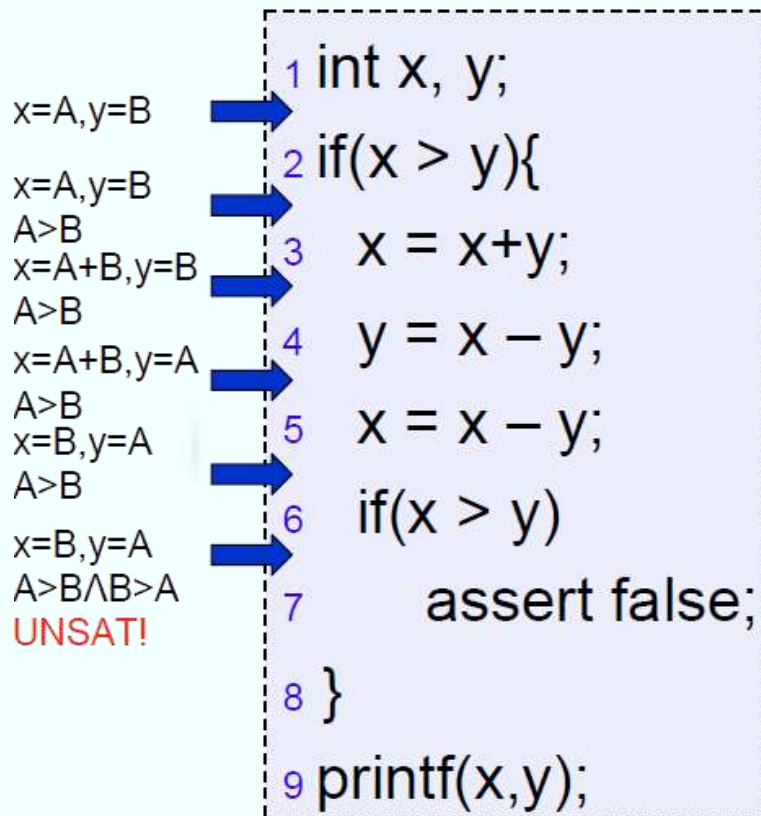 1 int x, y;
x=A,y=B
2 if(x > y){
x=A,y=B
A>B
3 x = x+y;
x=A+B,y=B
A>B
4 y = x – y;
x=A+B,y=A
A>B
5 x = x – y;
x=B,y=A
A>B
6 if(x > y)
x=B,y=A
A>B∧B>A
UNSAT!
7 assert false;
8 }
9 printf(x,y);